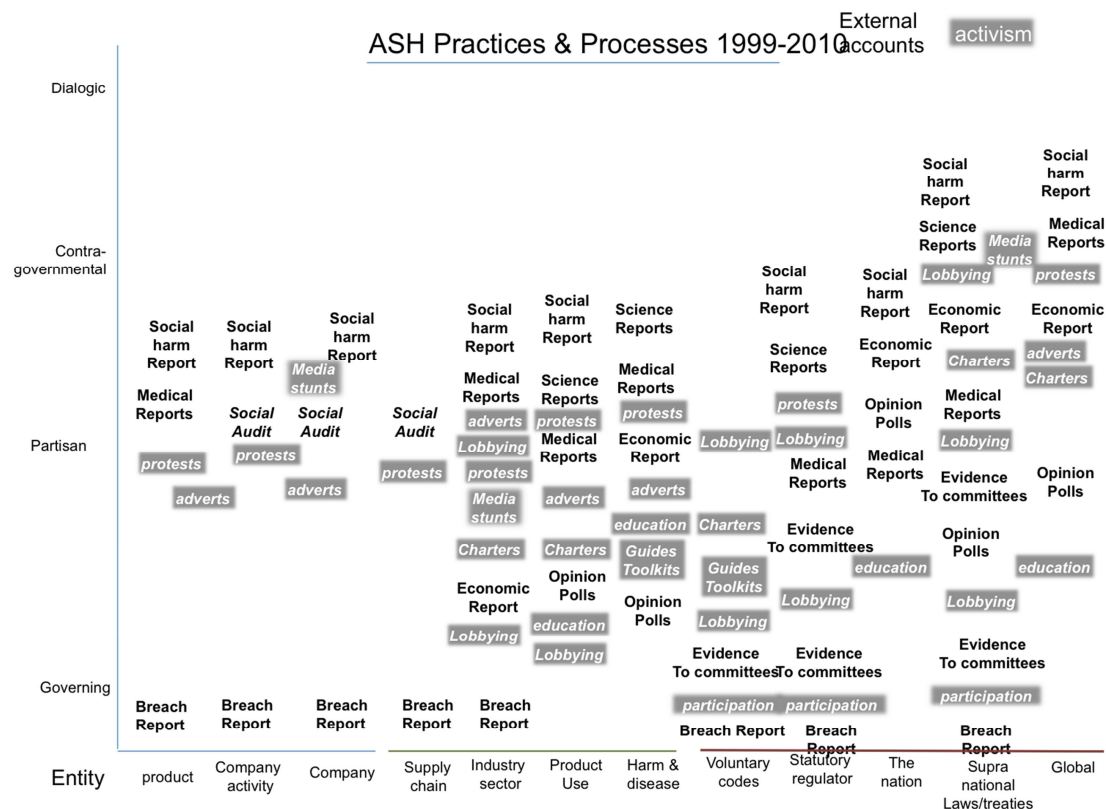 ASH Practices & Processes 1999-2010
External
accounts
activism
Dialogic
Contra-
governmental
Partisan
Governing
Social
harm
Report
Medical
Reports
protests
adverts
Breach
Report
Social
harm
Report
Social
Audit
protests
Breach
Report
Social
harm
Report
Media
stunts
Social
Audit
adverts
Breach
Report
Social
Audit
protests
Breach
Report
Social
harm
Report
Medical
Reports
adverts
Lobbying
protests
Media
stunts
Charters
Economic
Report
Lobbying
Breach
Report
Social
harm
Report
Science
Reports
protests
Medical
Reports
adverts
Charters
Opinion
Polls
education
Lobbying
Science
Reports
Medical
Reports
protests
Economic
Report
adverts
education
Guides
Toolkits
Opinion
Polls
Lobbying
Charters
Guides
Toolkits
Lobbying
Evidence
To committees
participation
Breach Report
Social
harm
Report
Science
Reports
protests
Lobbying
Medical
Reports
Evidence
To committees
Lobbying
Evidence
To committees
participation
Breach
Report
Social
harm
Report
Economic
Report
Opinion
Polls
Medical
Reports
education
Social
harm
Report
Science
Reports
Media
stunts
Lobbying
Economic
Report
Charters
Medical
Reports
Lobbying
Evidence
To committees
Opinion
Polls
Lobbying
Evidence
To committees
participation
Breach
Report
Social
harm
Report
Medical
Reports
protests
Economic
Report
adverts
Charters
Opinion
Polls
education
Entity
product
Company
activity
Company
Supply
chain
Industry
sector
Product
Use
Harm &
disease
Voluntary
codes
Statutory
regulator
The
nation
Supra
national
Laws/treaties
Global